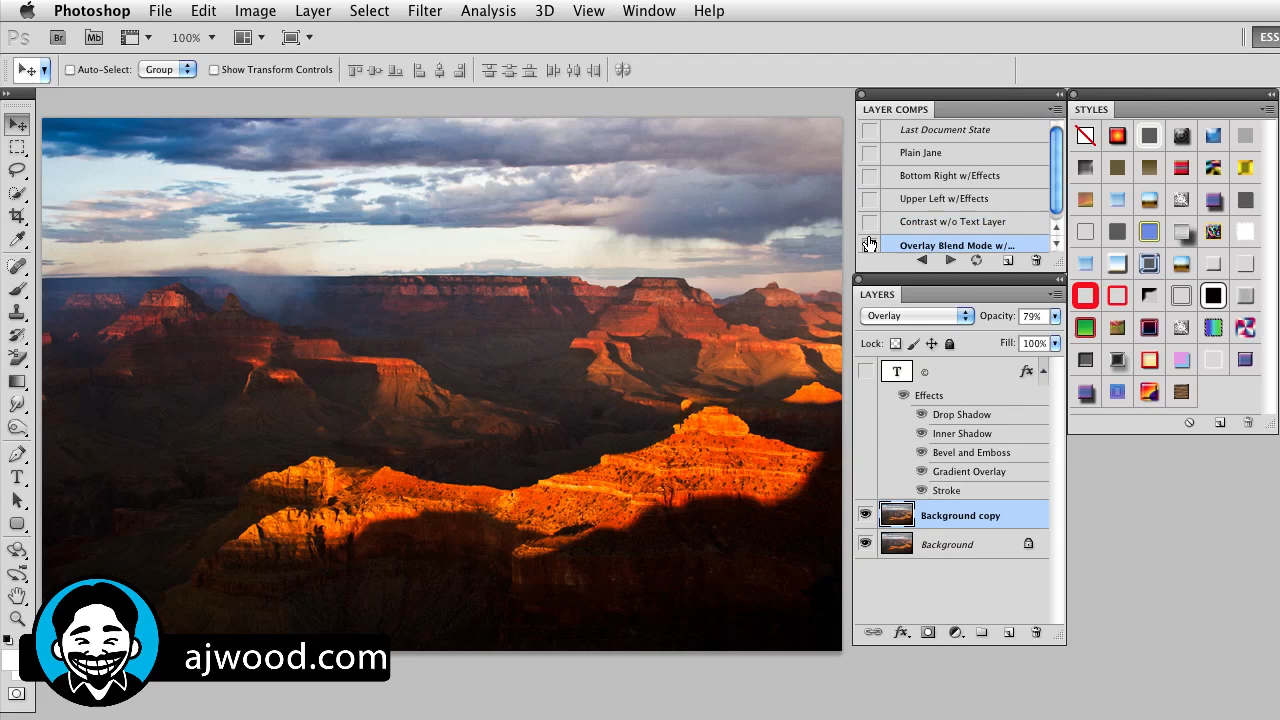 Photoshop File Edit Image Layer Select Filter Analysis 3D View Window Help
Ps Br Mb 100% ESS
Auto-Select: Group Show Transform Controls
LAYER COMPS
Last Document State
Plain Jane
Bottom Right w/Effects
Upper Left w/Effects
Contrast w/o Text Layer
Overlay Blend Mode w/...
STYLES
LAYERS
Overlay Opacity: 79%
Lock: Fill: 100%
T © fx
Effects
Drop Shadow
Inner Shadow
Bevel and Emboss
Gradient Overlay
Stroke
Background copy
Background
fx.
T
ajwood.com